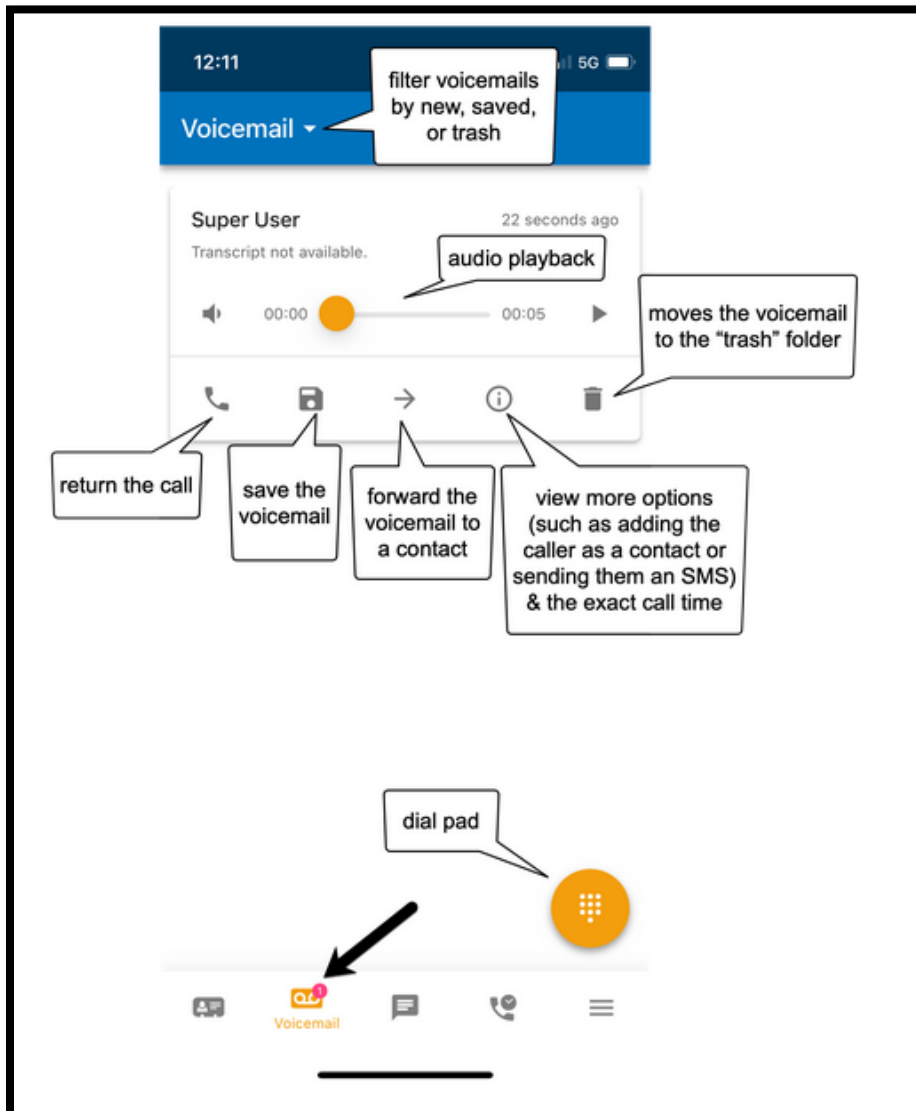 12:11
5G
filter voicemails
by new, saved,
or trash
Voicemail
Super User
22 seconds ago
Transcript not available.
audio playback
00:00
00:05
moves the voicemail
to the “trash” folder
return the call
save the
voicemail
forward the
voicemail to
a contact
view more options
(such as adding the
caller as a contact or
sending them an SMS)
& the exact call time
dial pad
1
Voicemail